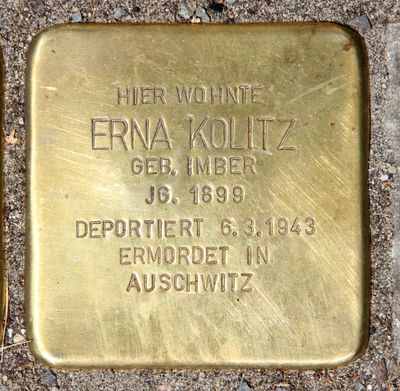 HIER WOHNTE
ERNA KOLITZ
GEB. IMBER
JG. 1899
DEPORTIERT 6.3.1943
ERMORDET IN
AUSCHWITZ